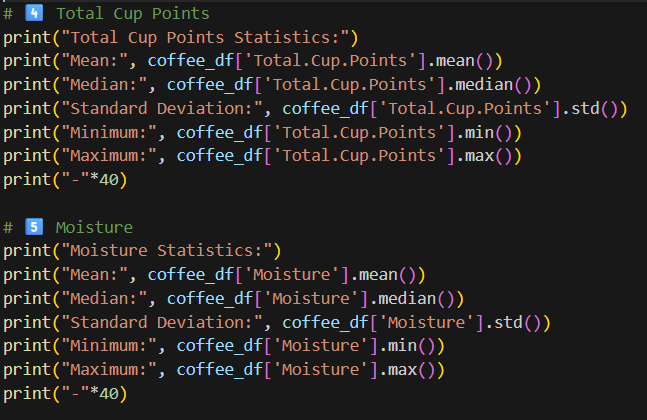 # 4️⃣ Total Cup Points
print("Total Cup Points Statistics:")
print("Mean:", coffee_df['Total.Cup.Points'].mean())
print("Median:", coffee_df['Total.Cup.Points'].median())
print("Standard Deviation:", coffee_df['Total.Cup.Points'].std())
print("Minimum:", coffee_df['Total.Cup.Points'].min())
print("Maximum:", coffee_df['Total.Cup.Points'].max())
print("-"*40)
# 5️⃣ Moisture
print("Moisture Statistics:")
print("Mean:", coffee_df['Moisture'].mean())
print("Median:", coffee_df['Moisture'].median())
print("Standard Deviation:", coffee_df['Moisture'].std())
print("Minimum:", coffee_df['Moisture'].min())
print("Maximum:", coffee_df['Moisture'].max())
print("-"*40)